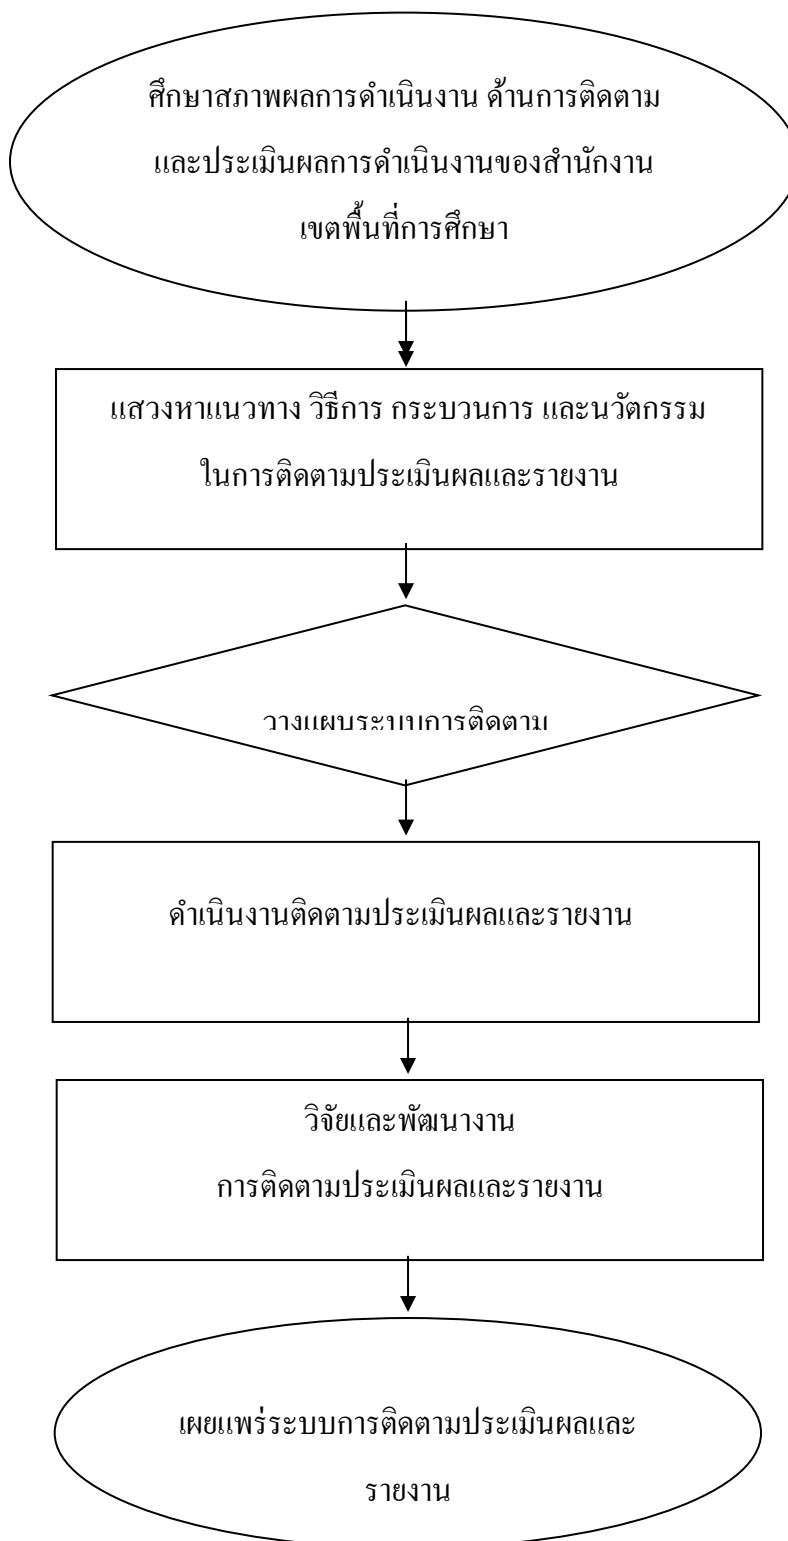 ศึกษาสภาพผลการดำเนินงาน ด้านการติดตาม
และประเมินผลการดำเนินงานของสำนักงาน
เขตพื้นที่การศึกษา
แสวงหาแนวทาง วิธีการ กระบวนการ และนวัตกรรม
ในการติดตามประเมินผลและรายงาน
วางแผนระบบการติดตาม
ดำเนินงานติดตามประเมินผลและรายงาน
วิจัยและพัฒนางาน
การติดตามประเมินผลและรายงาน
เผยแพร่ระบบการติดตามประเมินผลและ
รายงาน